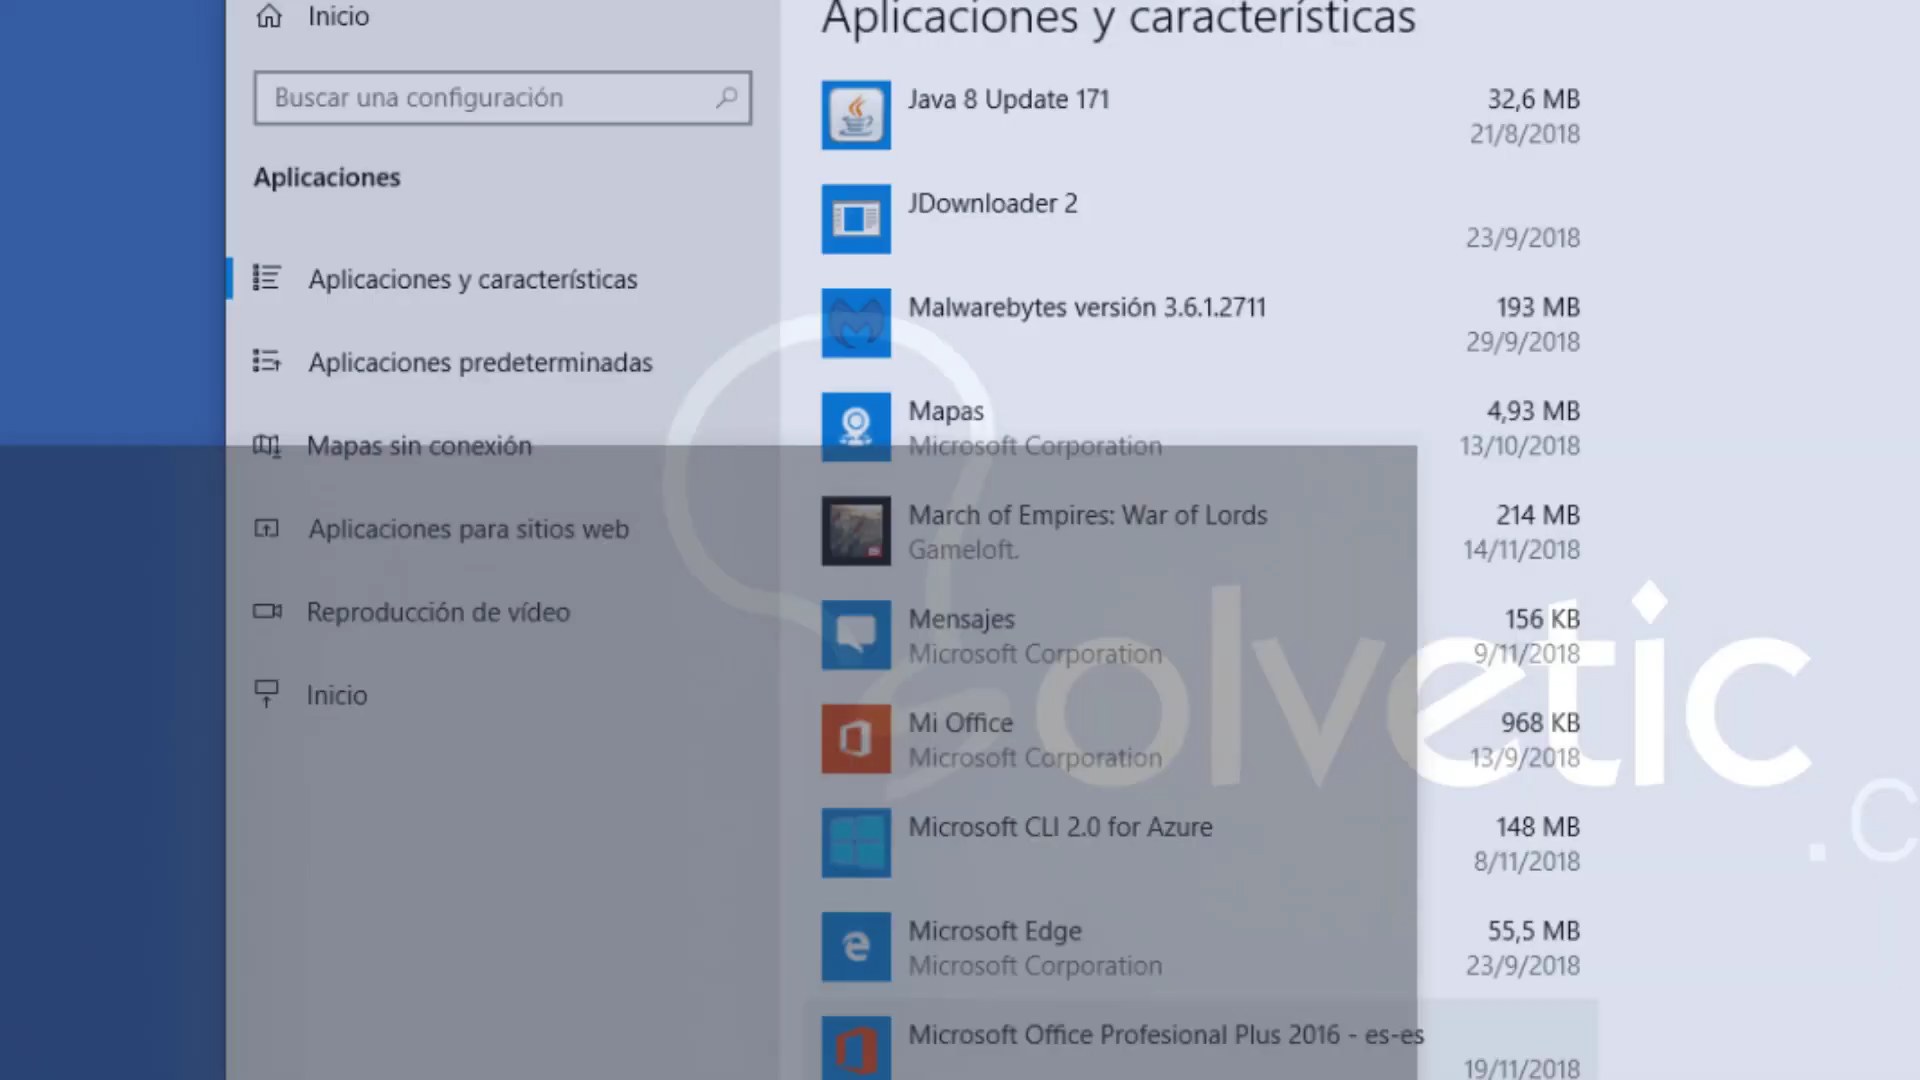 Inicio
Buscar una configuración
Aplicaciones
Aplicaciones y características
Aplicaciones predeterminadas
Mapas sin conexión
Aplicaciones para sitios web
Reproducción de vídeo
Inicio
Aplicaciones y características
Java 8 Update 171
32,6 MB
21/8/2018
JDownloader 2
23/9/2018
Malwarebytes versión 3.6.1.2711
193 MB
29/9/2018
Mapas
4,93 MB
Microsoft Corporation
13/10/2018
March of Empires: War of Lords
214 MB
Gameloft.
14/11/2018
Mensajes
156 KB
Microsoft Corporation
9/11/2018
Mi Office
968 KB
Microsoft Corporation
13/9/2018
Microsoft CLI 2.0 for Azure
148 MB
8/11/2018
Microsoft Edge
55,5 MB
Microsoft Corporation
23/9/2018
Microsoft Office Profesional Plus 2016 - es-es
19/11/2018
Solvetic
.c